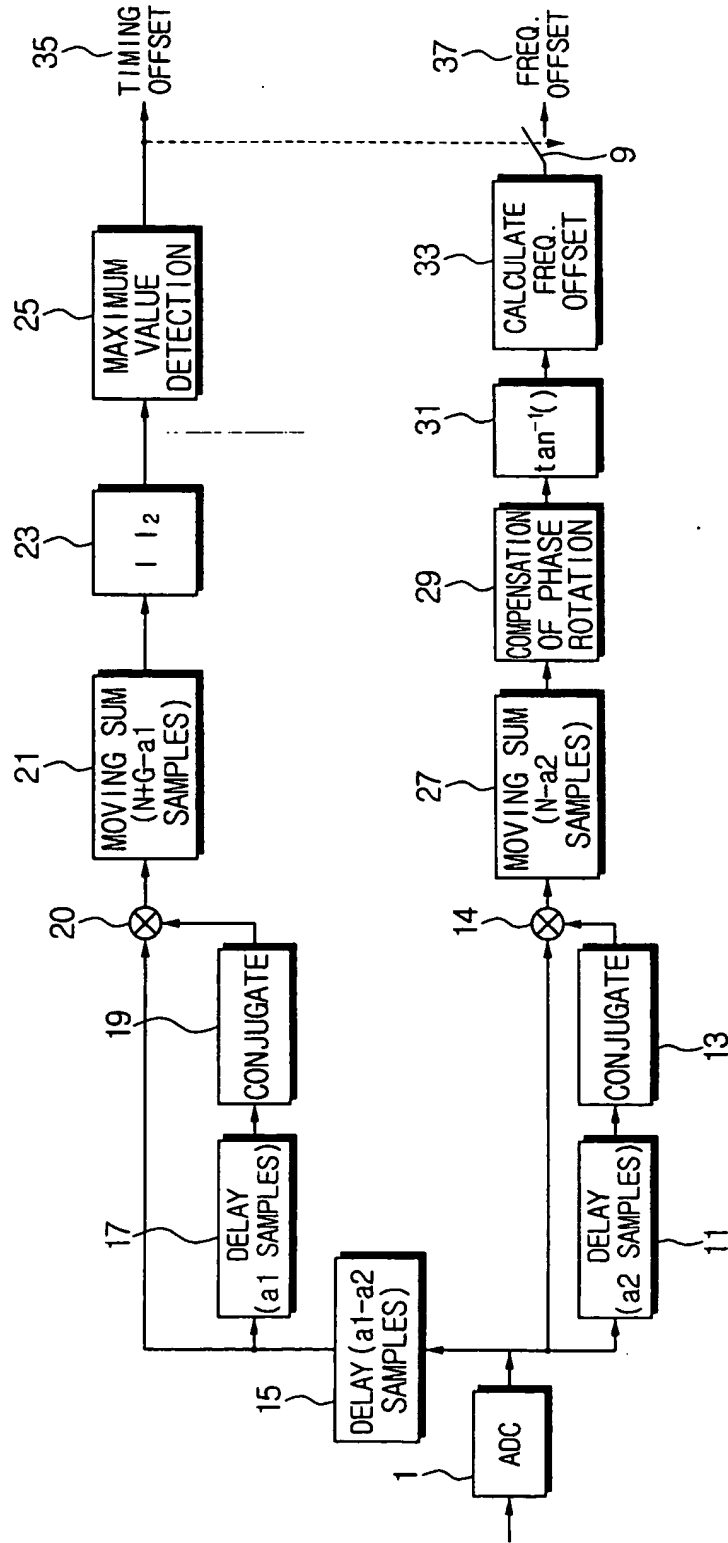 1
ADC
15
DELAY(a1-a2
SAMPLES)
17
DELAY
(a1 SAMPLES)
19
CONJUGATE
20
21
MOVING SUM
(N+G-a1
SAMPLES)
23
| |2
25
MAXIMUM
VALUE
DETECTION
35
TIMING
OFFSET
11
DELAY
(a2 SAMPLES)
13
CONJUGATE
14
27
MOVING SUM
(N-a2
SAMPLES)
29
COMPENSATION
OF PHASE
ROTATION
31
tan-1()
33
CALCULATE
FREQ.
OFFSET
9
37
FREQ.
OFFSET